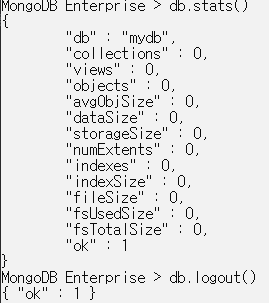 MongoDB Enterprise > db.stats()
{
        "db" : "mydb",
        "collections" : 0,
        "views" : 0,
        "objects" : 0,
        "avgObjSize" : 0,
        "dataSize" : 0,
        "storageSize" : 0,
        "numExtents" : 0,
        "indexes" : 0,
        "indexSize" : 0,
        "fileSize" : 0,
        "fsUsedSize" : 0,
        "fsTotalSize" : 0,
        "ok" : 1
}
MongoDB Enterprise > db.logout()
{ "ok" : 1 }